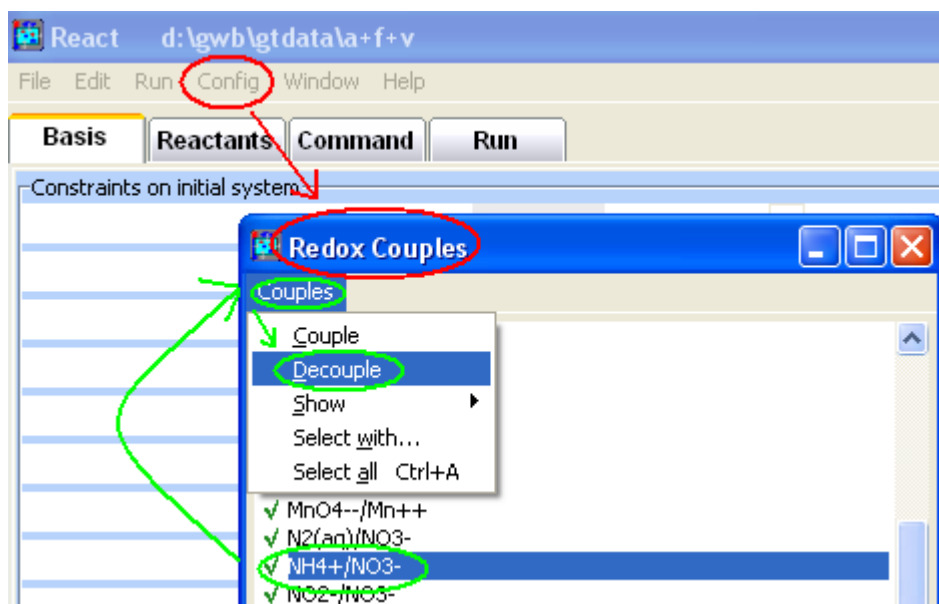 React d:\gwb\gtdata\a+f+v
File Edit Run Config Window Help
Basis Reactants Command Run
Constraints on initial system
Redox Couples
Couples
Couple
Decouple
Show
Select with...
Select all Ctrl+A
MnO4--/Mn++
N2(aq)/NO3-
NH4+/NO3-
NO2-/NO3-